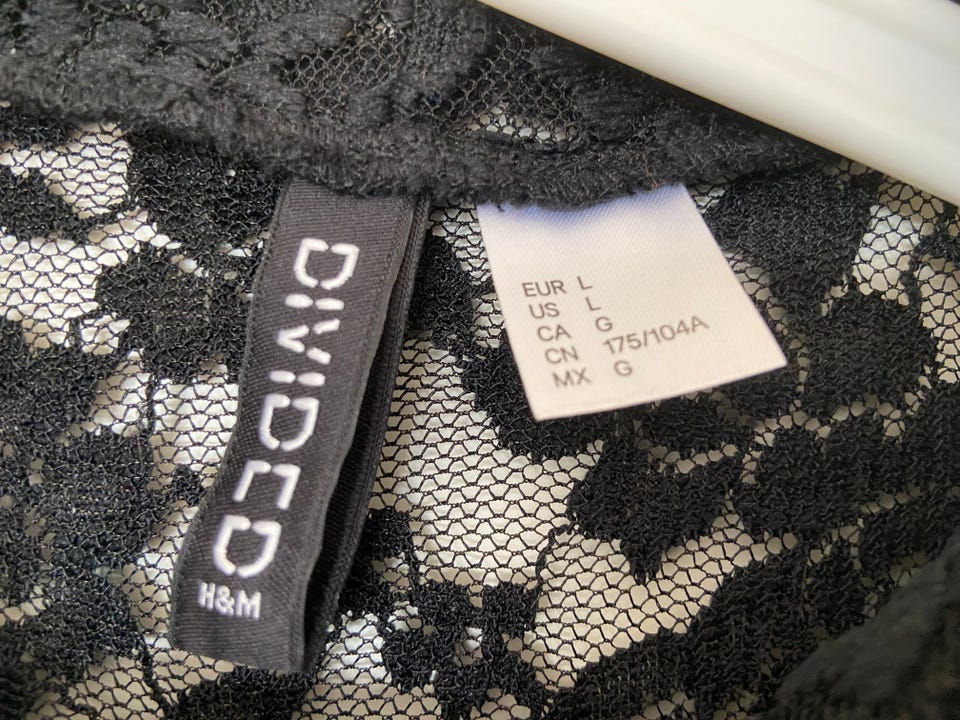 DIVIDED
H&M
EUR L
US L
CA G
CN 175/104A
MX G